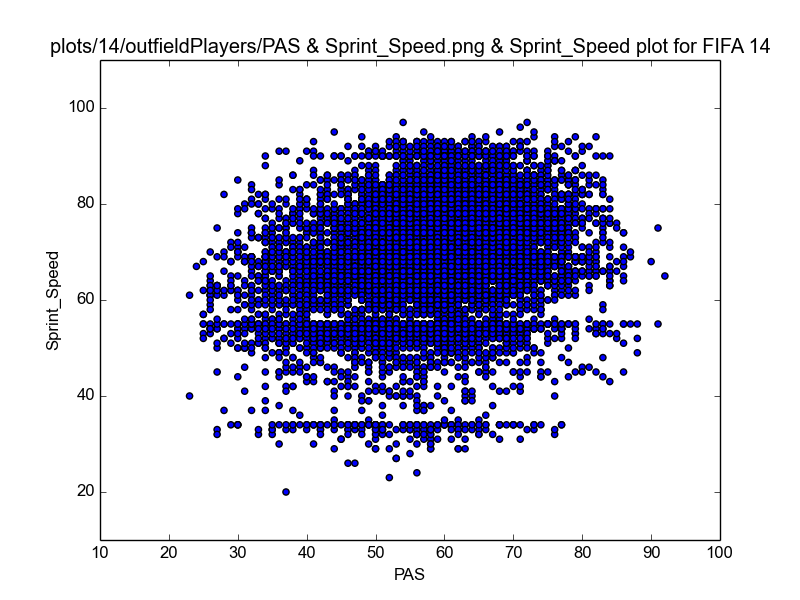 plots/14/outfieldPlayers/PAS & Sprint_Speed.png & Sprint_Speed plot for FIFA 14
100
80
60
40
20
Sprint_Speed
10 20 30 40 50 60 70 80 90 100
PAS